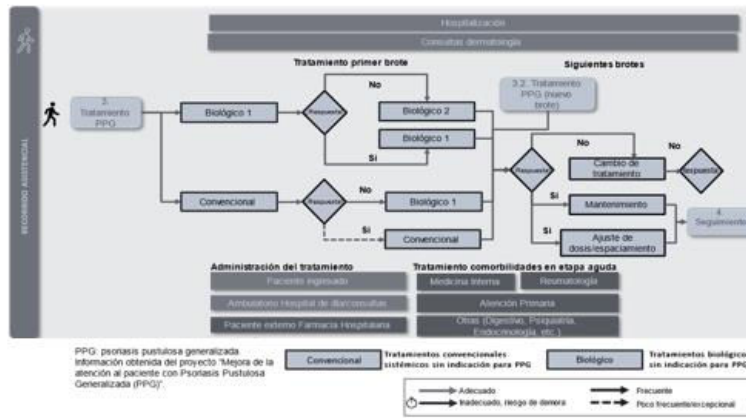 Hospitalización
Consultas dermatología
RECORRIDO ASISTENCIAL
Tratamiento primer brote
Siguientes brotes
3.
Tratamiento
PPG
Biológico 1
Respuesta
No
Biológico 2
Biológico 1
Si
3.2. Tratamiento
PPG (nuevo
brote)
Convencional
Respuesta
No
Biológico 1
Si
Convencional
Respuesta
No
Cambio de
tratamiento
No
Respuesta
Si
Mantenimiento
Si
Ajuste de
dosis/espaciamiento
4.
Seguimiento
Administración del tratamiento
Paciente ingresado
Ambulatorio Hospital de día/consultas
Paciente externo Farmacia Hospitalaria
Tratamiento comorbilidades en etapa aguda
Medicina Interna
Reumatología
Atención Primaria
Otras (Digestivo, Psiquiatría,
Endocrinología, etc.)
PPG: psoriasis pustulosa generalizada.
Información obtenida del proyecto "Mejora de la
atención al paciente con Psoriasis Pustulosa
Generalizada (PPG)".
Convencional
Tratamientos convencionales
sistémicos sin indicación para PPG
Biológico
Tratamientos biológico
sin indicación para PPG
Adecuado
Frecuente
Inadecuado, riesgo de demora
Poco frecuente/excepcional